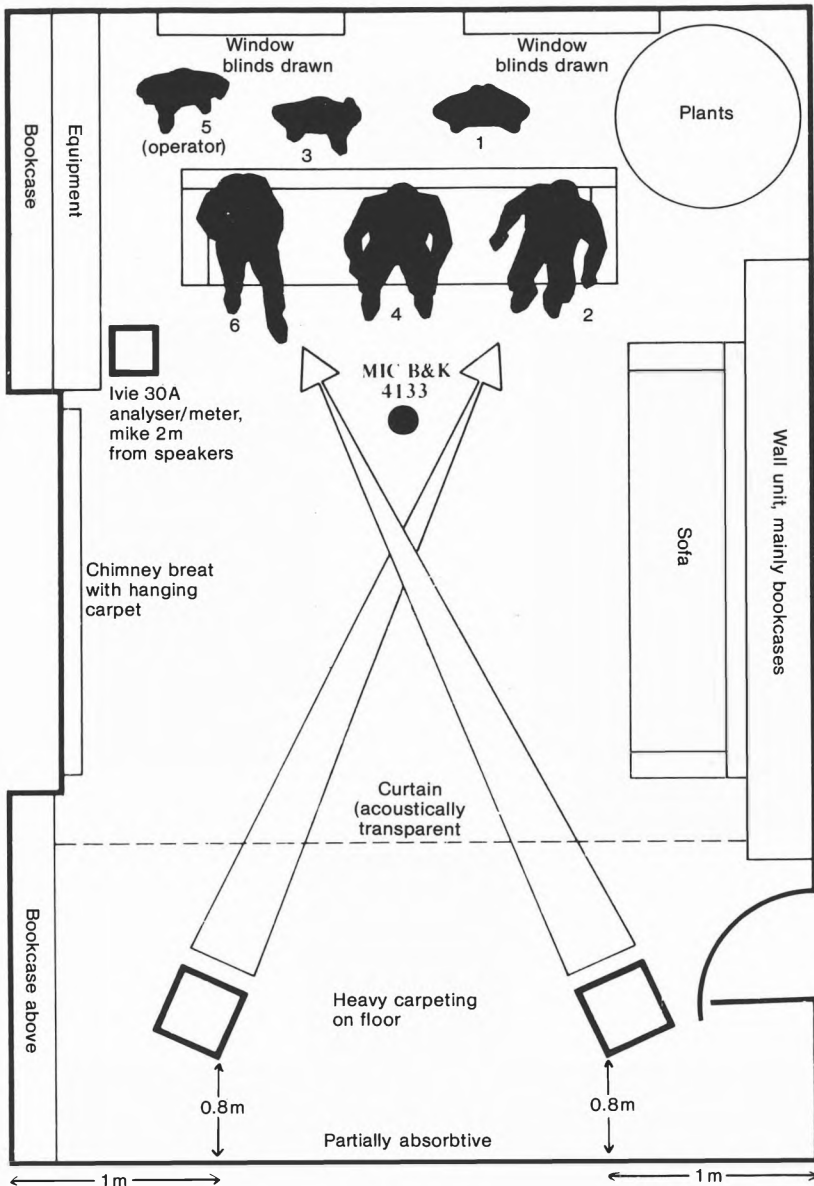 Window
blinds drawn
Window
blinds drawn
Bookcase
Equipment
5
(operator)
3
1
Plants
6
4
2
MIC B&K
4133
Ivie 30A
analyser/meter,
mike 2m
from speakers
Chimney breat
with hanging
carpet
Sofa
Wall unit, mainly bookcases
Curtain
(acoustically
transparent
Bookcase above
Heavy carpeting
on floor
0.8m
0.8m
Partially absorbtive
1m
1m